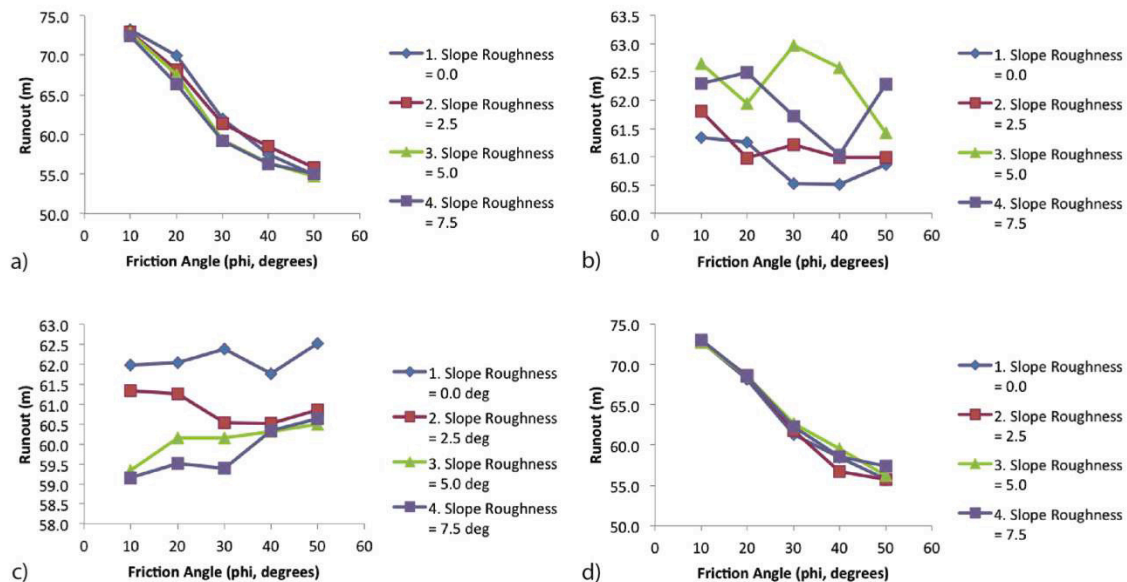 75.0
70.0
65.0
60.0
55.0
50.0
Runout (m)
0 10 20 30 40 50 60
Friction Angle (phi, degrees)
1. Slope Roughness
= 0.0
2. Slope Roughness
= 2.5
3. Slope Roughness
= 5.0
4. Slope Roughness
= 7.5
a)
63.5
63.0
62.5
62.0
61.5
61.0
60.5
60.0
Runout (m)
0 10 20 30 40 50 60
Friction Angle (phi, degrees)
1. Slope Roughness
= 0.0
2. Slope Roughness
= 2.5
3. Slope Roughness
= 5.0
4. Slope Roughness
= 7.5
b)
63.0
62.5
62.0
61.5
61.0
60.5
60.0
59.5
59.0
58.5
58.0
Runout (m)
0 10 20 30 40 50 60
Friction Angle (phi, degrees)
1. Slope Roughness
= 0.0 deg
2. Slope Roughness
= 2.5 deg
3. Slope Roughness
= 5.0 deg
4. Slope Roughness
= 7.5 deg
c)
75.0
70.0
65.0
60.0
55.0
50.0
Runout (m)
0 10 20 30 40 50 60
Friction Angle (phi, degrees)
1. Slope Roughness
= 0.0
2. Slope Roughness
= 2.5
3. Slope Roughness
= 5.0
4. Slope Roughness
= 7.5
d)